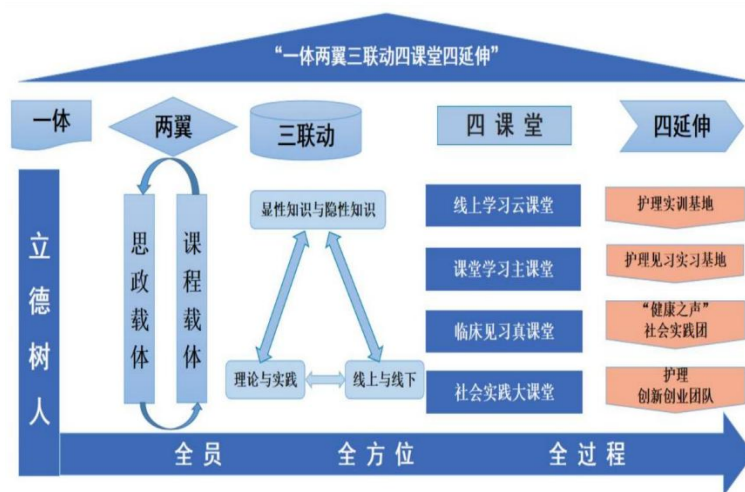 “一体两翼三联动四课堂四延伸”
一体
两翼
三联动
四课堂
四延伸
立德树人
思政载体
课程载体
显性知识与隐性知识
理论与实践
线上与线下
线上学习云课堂
课堂学习主课堂
临床见习真课堂
社会实践大课堂
护理实训基地
护理见习实习基地
“健康之声”
社会实践团
护理
创新创业团队
全员
全方位
全过程